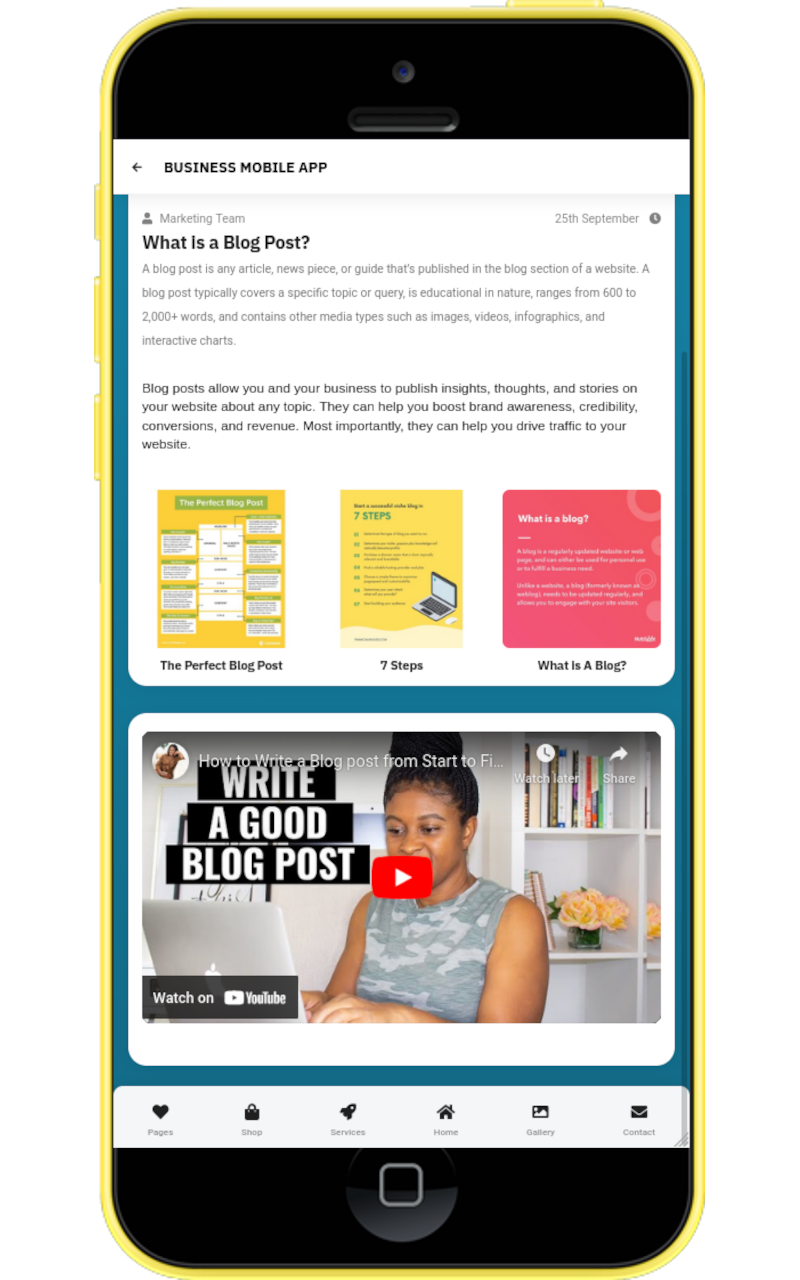 BUSINESS MOBILE APP
Marketing Team
25th September
What is a Blog Post?
A blog post is any article, news piece, or guide that's published in the blog section of a website. A
blog post typically covers a specific topic or query, is educational in nature, ranges from 600 to
2,000+ words, and contains other media types such as images, videos, infographics, and
interactive charts.
Blog posts allow you and your business to publish insights, thoughts, and stories on
your website about any topic. They can help you boost brand awareness, credibility,
conversions, and revenue. Most importantly, they can help you drive traffic to your
website.
The Perfect Blog Post
Start a successful niche blog in
7 STEPS
What is a blog?
A blog is a regularly updated website or web
page, and can either be used for personal use
or to fulfill a business need.
Unlike a website, a blog (formerly known as
weblog), needs to be updated regularly, and
allows you to engage with your site visitors.
HubSpot
The Perfect Blog Post
7 Steps
What is A Blog?
How to Write a Blog post from Start to Fi...
Watch later
Share
WRITE
A GOOD
BLOG POST
Watch on YouTube
Pages
Shop
Services
Home
Gallery
Contact